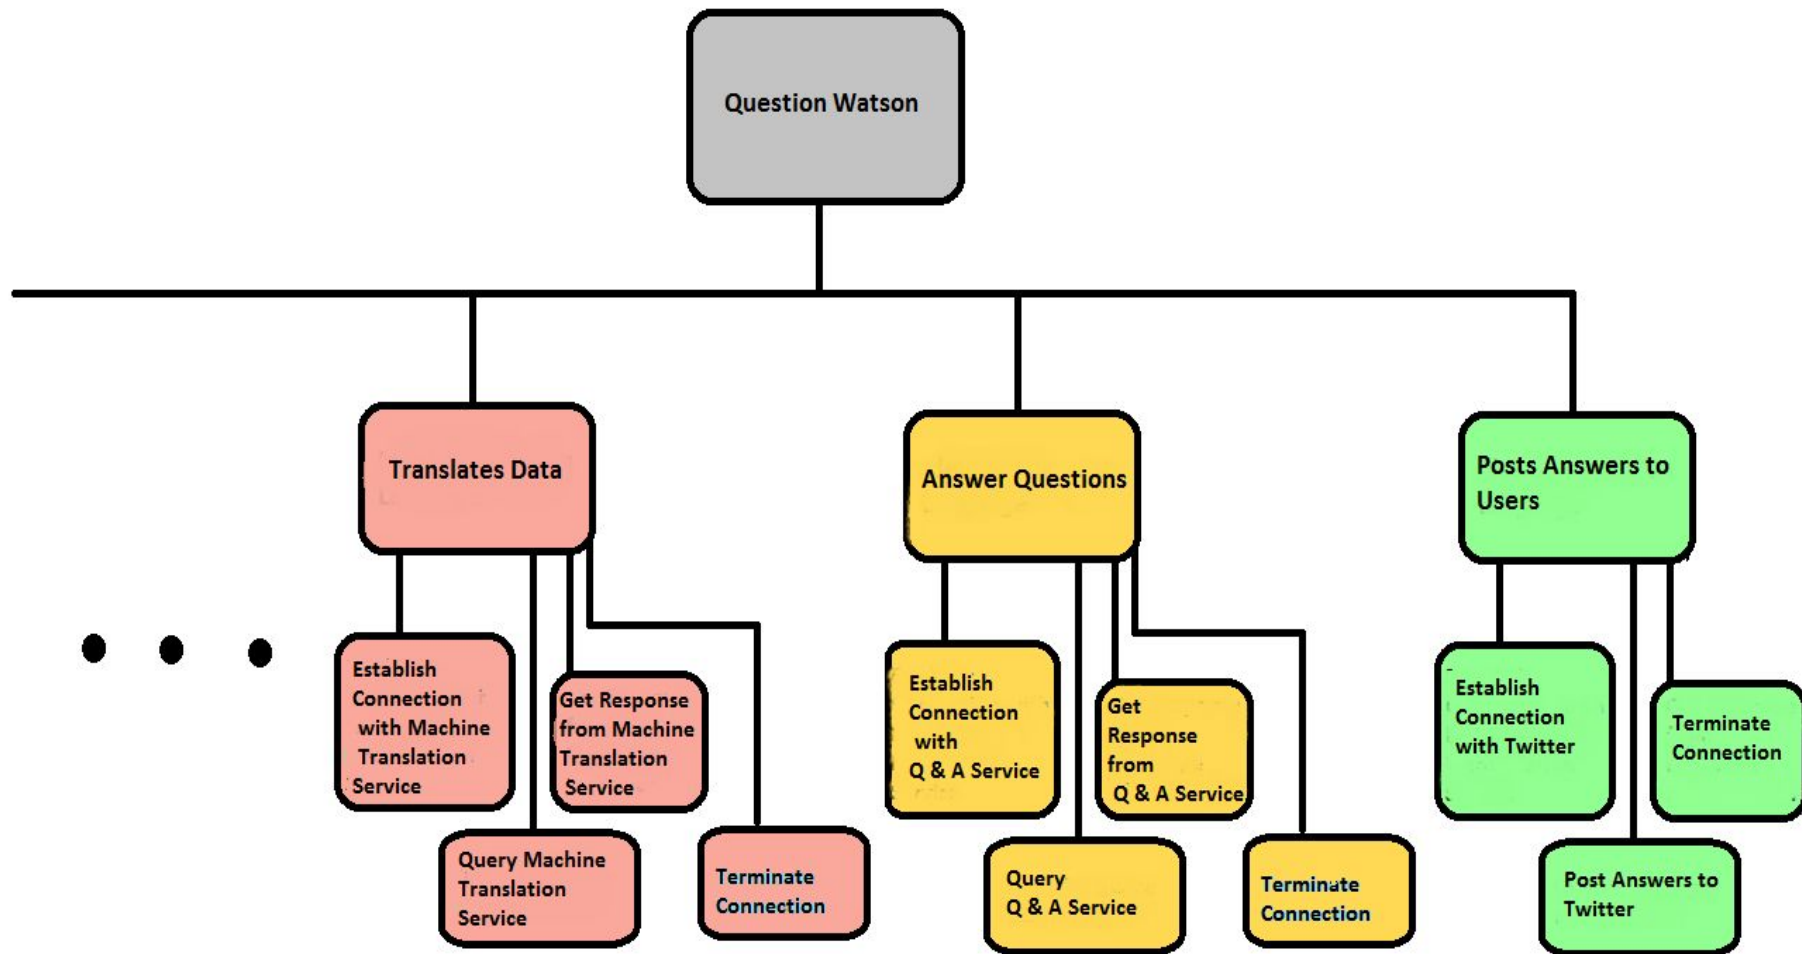 Question Watson
Translates Data
Answer Questions
Posts Answers to
Users
Establish
Connection
with Machine
Translation
Service
Get Response
from Machine
Translation
Service
Query Machine
Translation
Service
Terminate
Connection
Establish
Connection
with
Q & A Service
Get
Response
from
Q & A Service
Query
Q & A Service
Terminate
Connection
Establish
Connection
with Twitter
Terminate
Connection
Post Answers to
Twitter